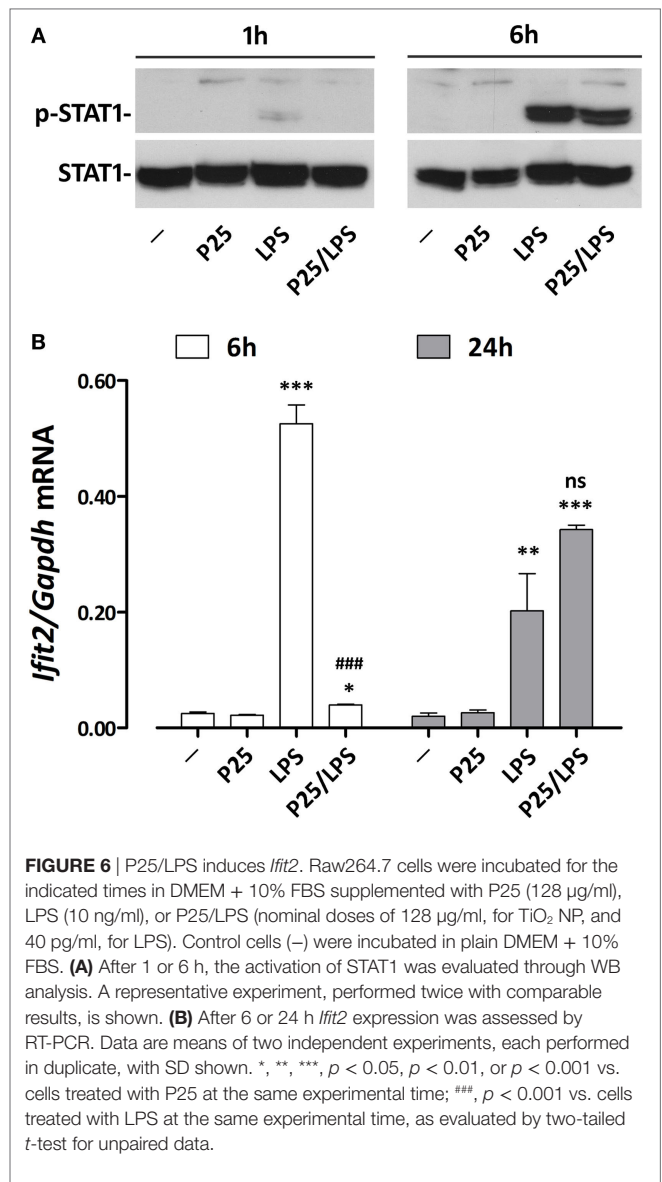 A
1h
6h
p-STAT1-
STAT1-
–
P25
LPS
P25/LPS
–
P25
LPS
P25/LPS
B
6h
24h
Ifit2/Gapdh mRNA
0.60
0.40
0.20
0.00
***
###
*
**
ns
***
–
P25
LPS
P25/LPS
–
P25
LPS
P25/LPS
FIGURE 6 | P25/LPS induces Ifit2. Raw264.7 cells were incubated for the
indicated times in DMEM + 10% FBS supplemented with P25 (128 µg/ml),
LPS (10 ng/ml), or P25/LPS (nominal doses of 128 µg/ml, for TiO₂ NP, and
40 pg/ml, for LPS). Control cells (−) were incubated in plain DMEM + 10%
FBS. (A) After 1 or 6 h, the activation of STAT1 was evaluated through WB
analysis. A representative experiment, performed twice with comparable
results, is shown. (B) After 6 or 24 h Ifit2 expression was assessed by
RT-PCR. Data are means of two independent experiments, each performed
in duplicate, with SD shown. *, **, ***, p < 0.05, p < 0.01, or p < 0.001 vs.
cells treated with P25 at the same experimental time; ###, p < 0.001 vs. cells
treated with LPS at the same experimental time, as evaluated by two-tailed
t-test for unpaired data.